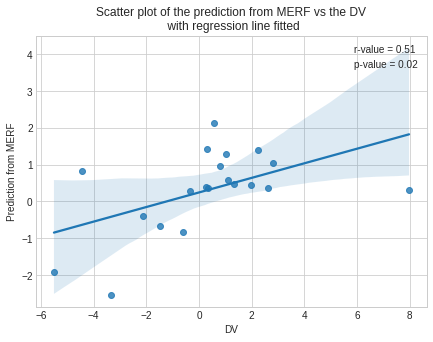 Scatter plot of the prediction from MERF vs the DV
with regression line fitted
r-value = 0.51
p-value = 0.02
4
3
2
1
0
−1
−2
Prediction from MERF
−6 −4 −2 0 2 4 6 8
DV